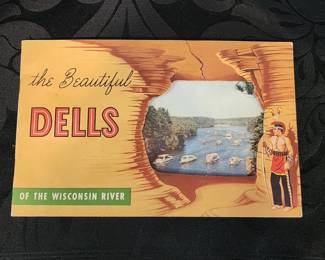 the Beautiful
DELLS
OF THE WISCONSIN RIVER